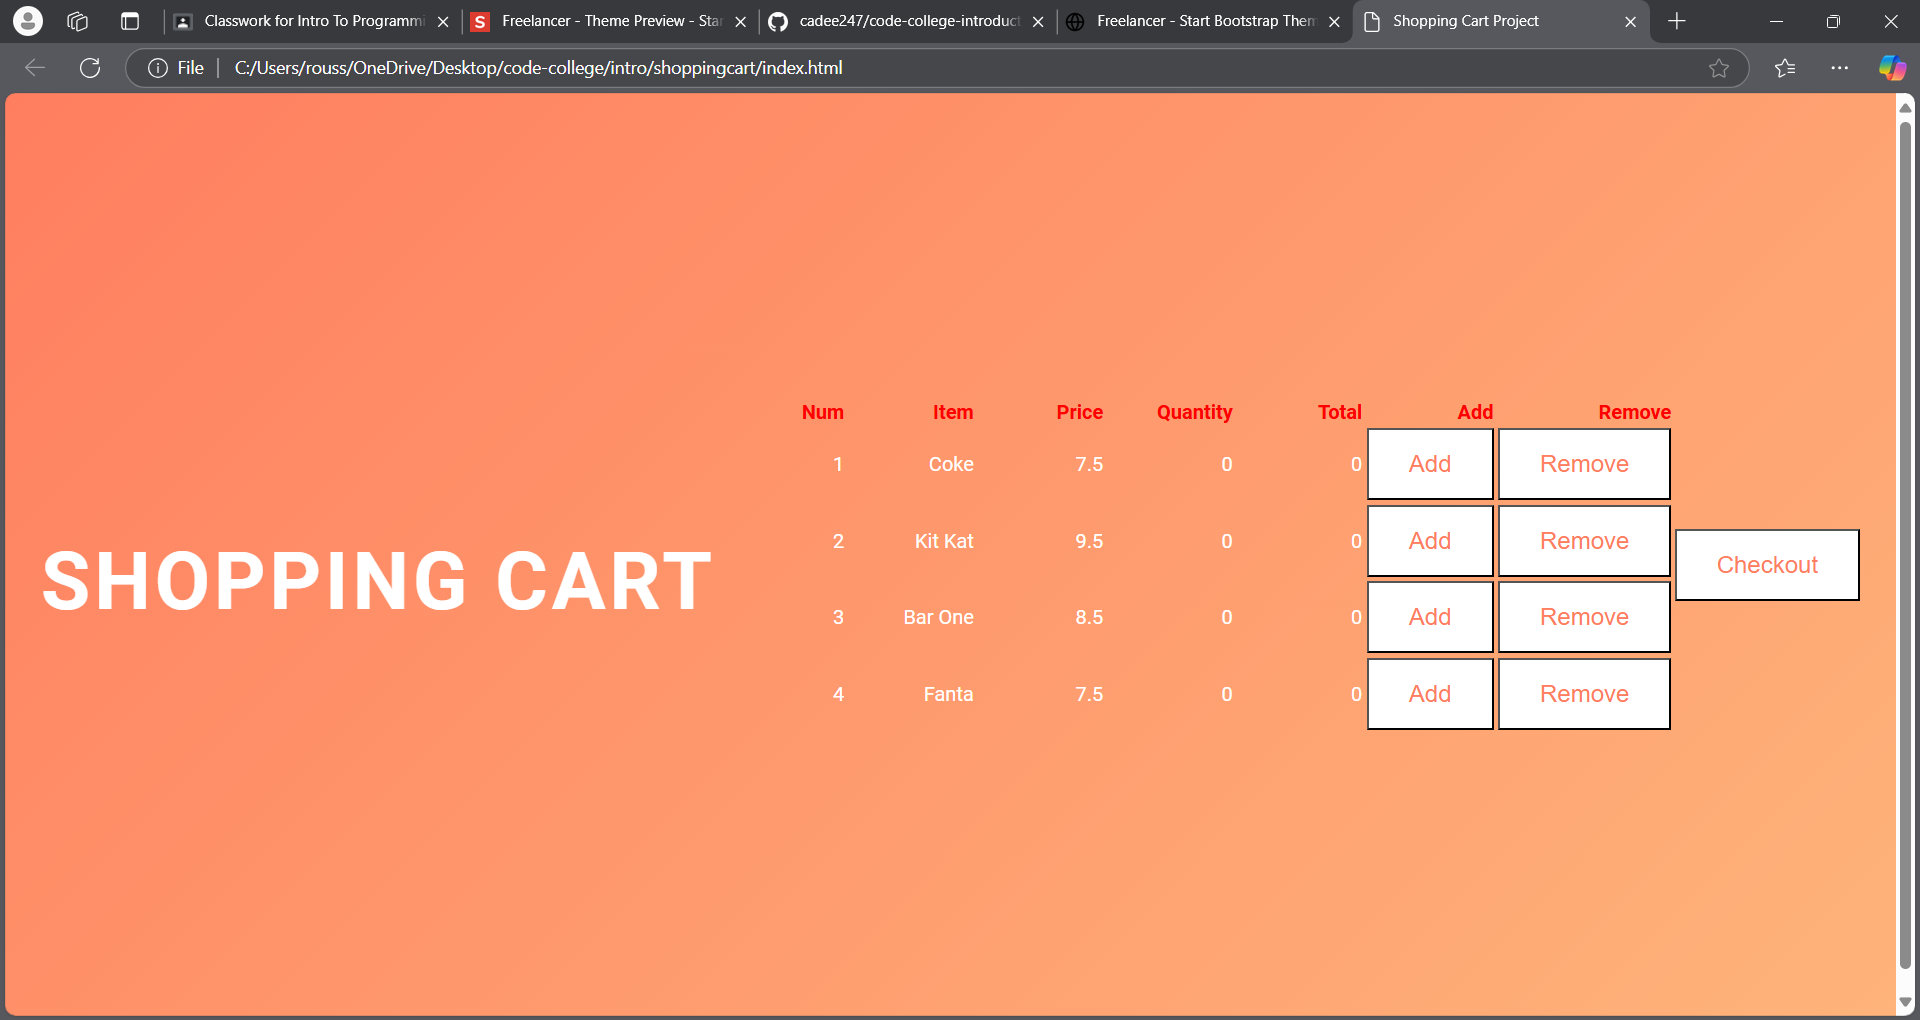 Classwork for Intro To Programmi
Freelancer - Theme Preview - Star
cadee247/code-college-introduct
Freelancer - Start Bootstrap Them
Shopping Cart Project
File
C:/Users/rouss/OneDrive/Desktop/code-college/intro/shoppingcart/index.html
SHOPPING CART
Num Item Price Quantity Total Add Remove
1 Coke 7.5 0 0 Add Remove
2 Kit Kat 9.5 0 0 Add Remove
3 Bar One 8.5 0 0 Add Remove
4 Fanta 7.5 0 0 Add Remove
Checkout